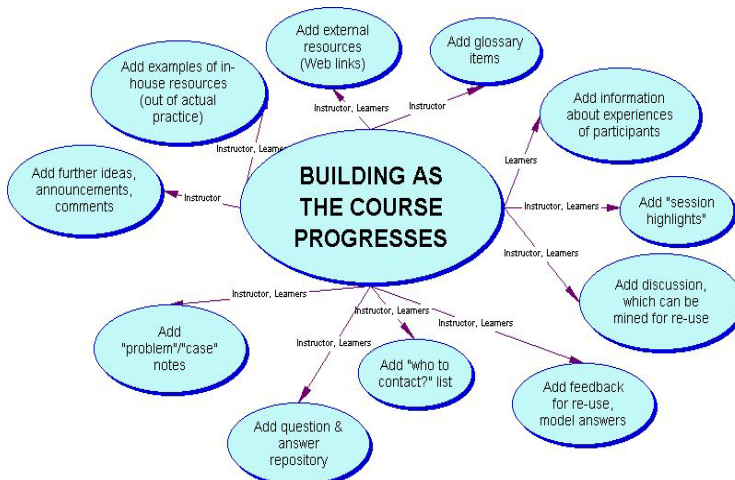 Add external
resources
(Web links)
Add glossary
items
Add examples of in-
house resources
(out of actual
practice)
Add information
about experiences
of participants
Instructor, Learners
Instructor
Instructor, Learners
Learners
Add further ideas,
announcements,
comments
Instructor
BUILDING AS
THE COURSE
PROGRESSES
Instructor, Learners
Add "session
highlights"
Instructor, Learners
Add discussion,
which can be
mined for re-use
Instructor, Learners
Instructor, Learners
Instructor, Learners
Instructor, Learners
Add
"problem"/"case"
notes
Add "who to
contact?" list
Add feedback
for re-use,
model answers
Add question &
answer
repository